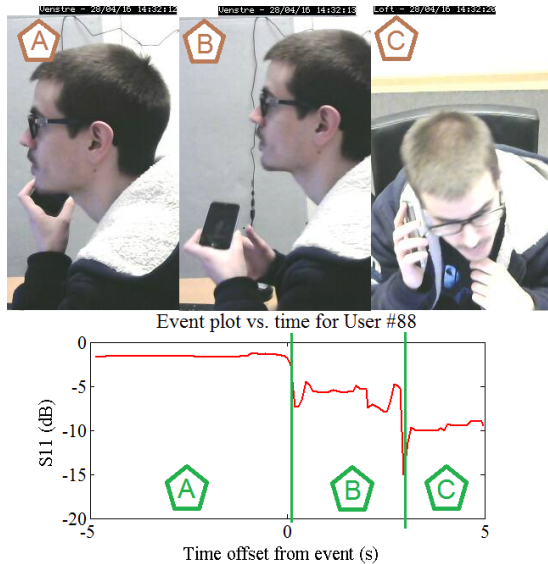 Venstre - 28/04/16 14:32:12
Venstre - 28/04/16 14:32:13
Loft - 28/04/16 14:32:20
A
B
C
Event plot vs. time for User #88
S11 (dB)
0
-5
-10
-15
-20
A
B
C
-5
0
5
Time offset from event (s)